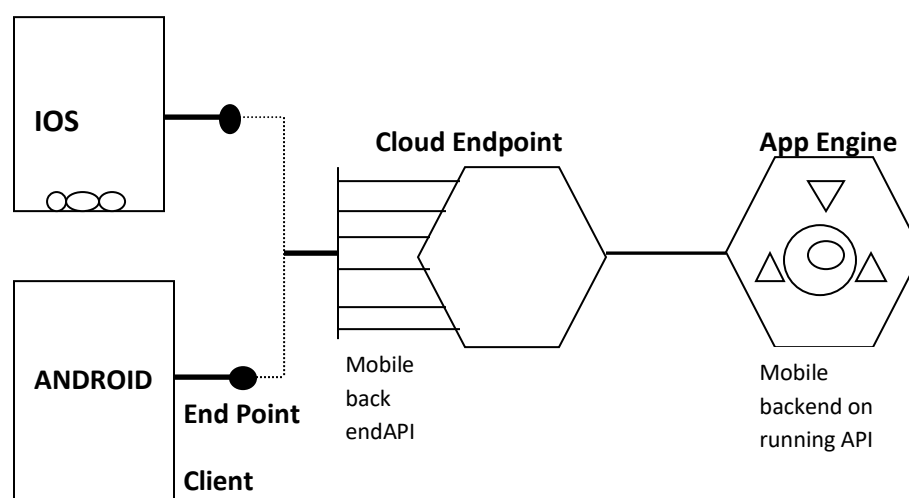 IOS
Cloud Endpoint
App Engine
ANDROID
End Point
Client
Mobile
back
endAPI
Mobile
backend on
running API